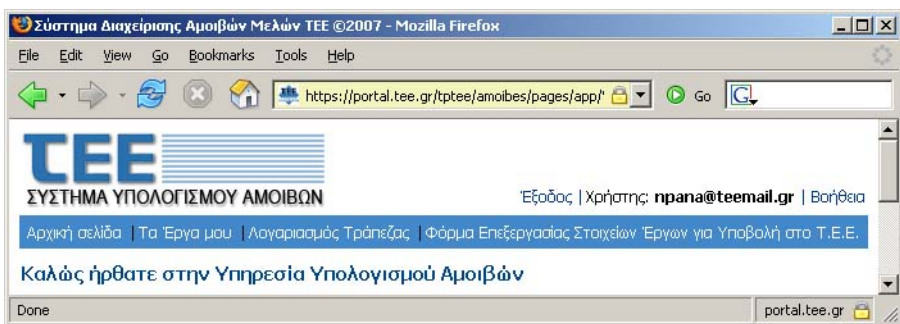 Σύστημα Διαχείρισης Αμοιβών Μελών ΤΕΕ ©2007 - Mozilla Firefox
File Edit View Go Bookmarks Tools Help
https://portal.tee.gr/tptee/amoibes/pages/app/ Go G
ΤΕΕ
ΣΥΣΤΗΜΑ ΥΠΟΛΟΓΙΣΜΟΥ ΑΜΟΙΒΩΝ
Έξοδος | Χρήστης: npana@teemail.gr | Βοήθεια
Αρχική σελίδα | Τα Έργα μου | Λογαριασμός Τράπεζας | Φόρμα Επεξεργασίας Στοιχείων Έργων για Υποβολή στο Τ.Ε.Ε.
Καλώς ήρθατε στην Υπηρεσία Υπολογισμού Αμοιβών
Done portal.tee.gr